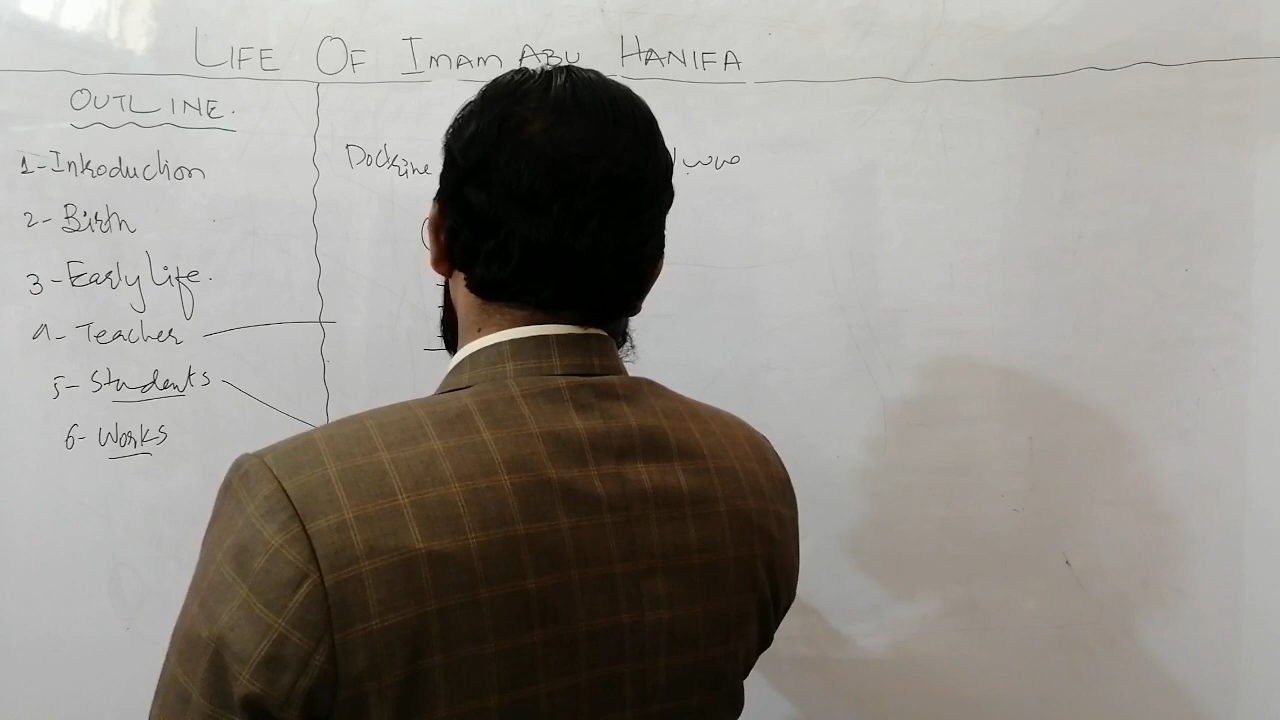 LIFE OF IMAM ABU HANIFA
OUTLINE.
1-Introduction
2- Birth
3-Early Life.
4- Teacher
5- Students
6- Works
Doctrine